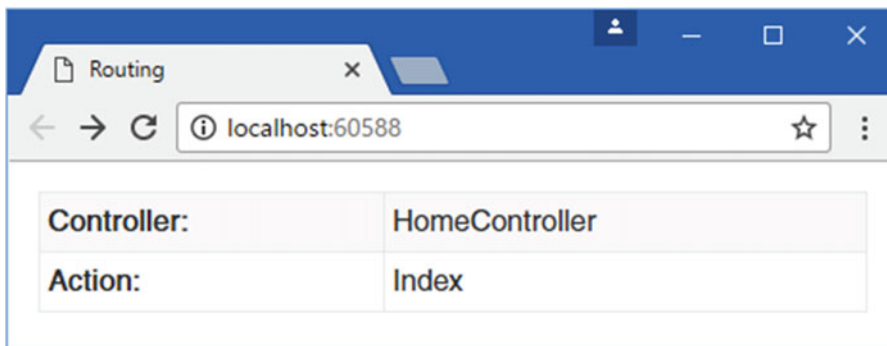 Routing
localhost:60588
Controller: HomeController
Action: Index